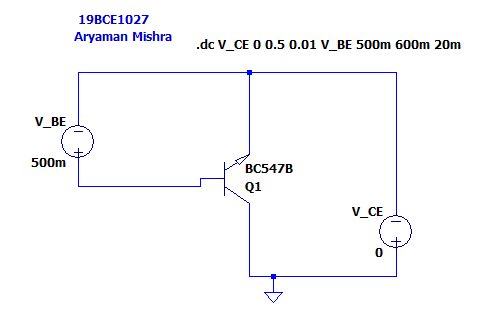 19BCE1027
Aryaman Mishra
.dc V_CE 0 0.5 0.01 V_BE 500m 600m 20m
V_BE
500m
BC547B
Q1
V_CE
0